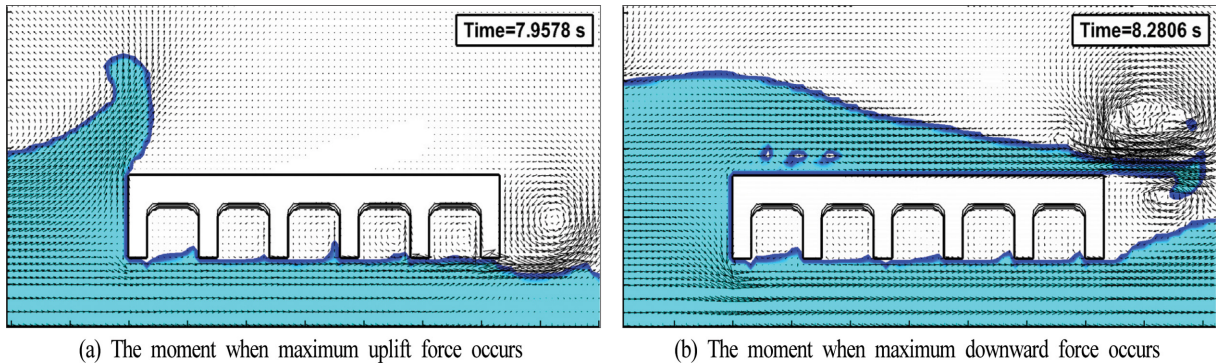 Time=7.9578 s
Time=8.2806 s
(a) The moment when maximum uplift force occurs
(b) The moment when maximum downward force occurs